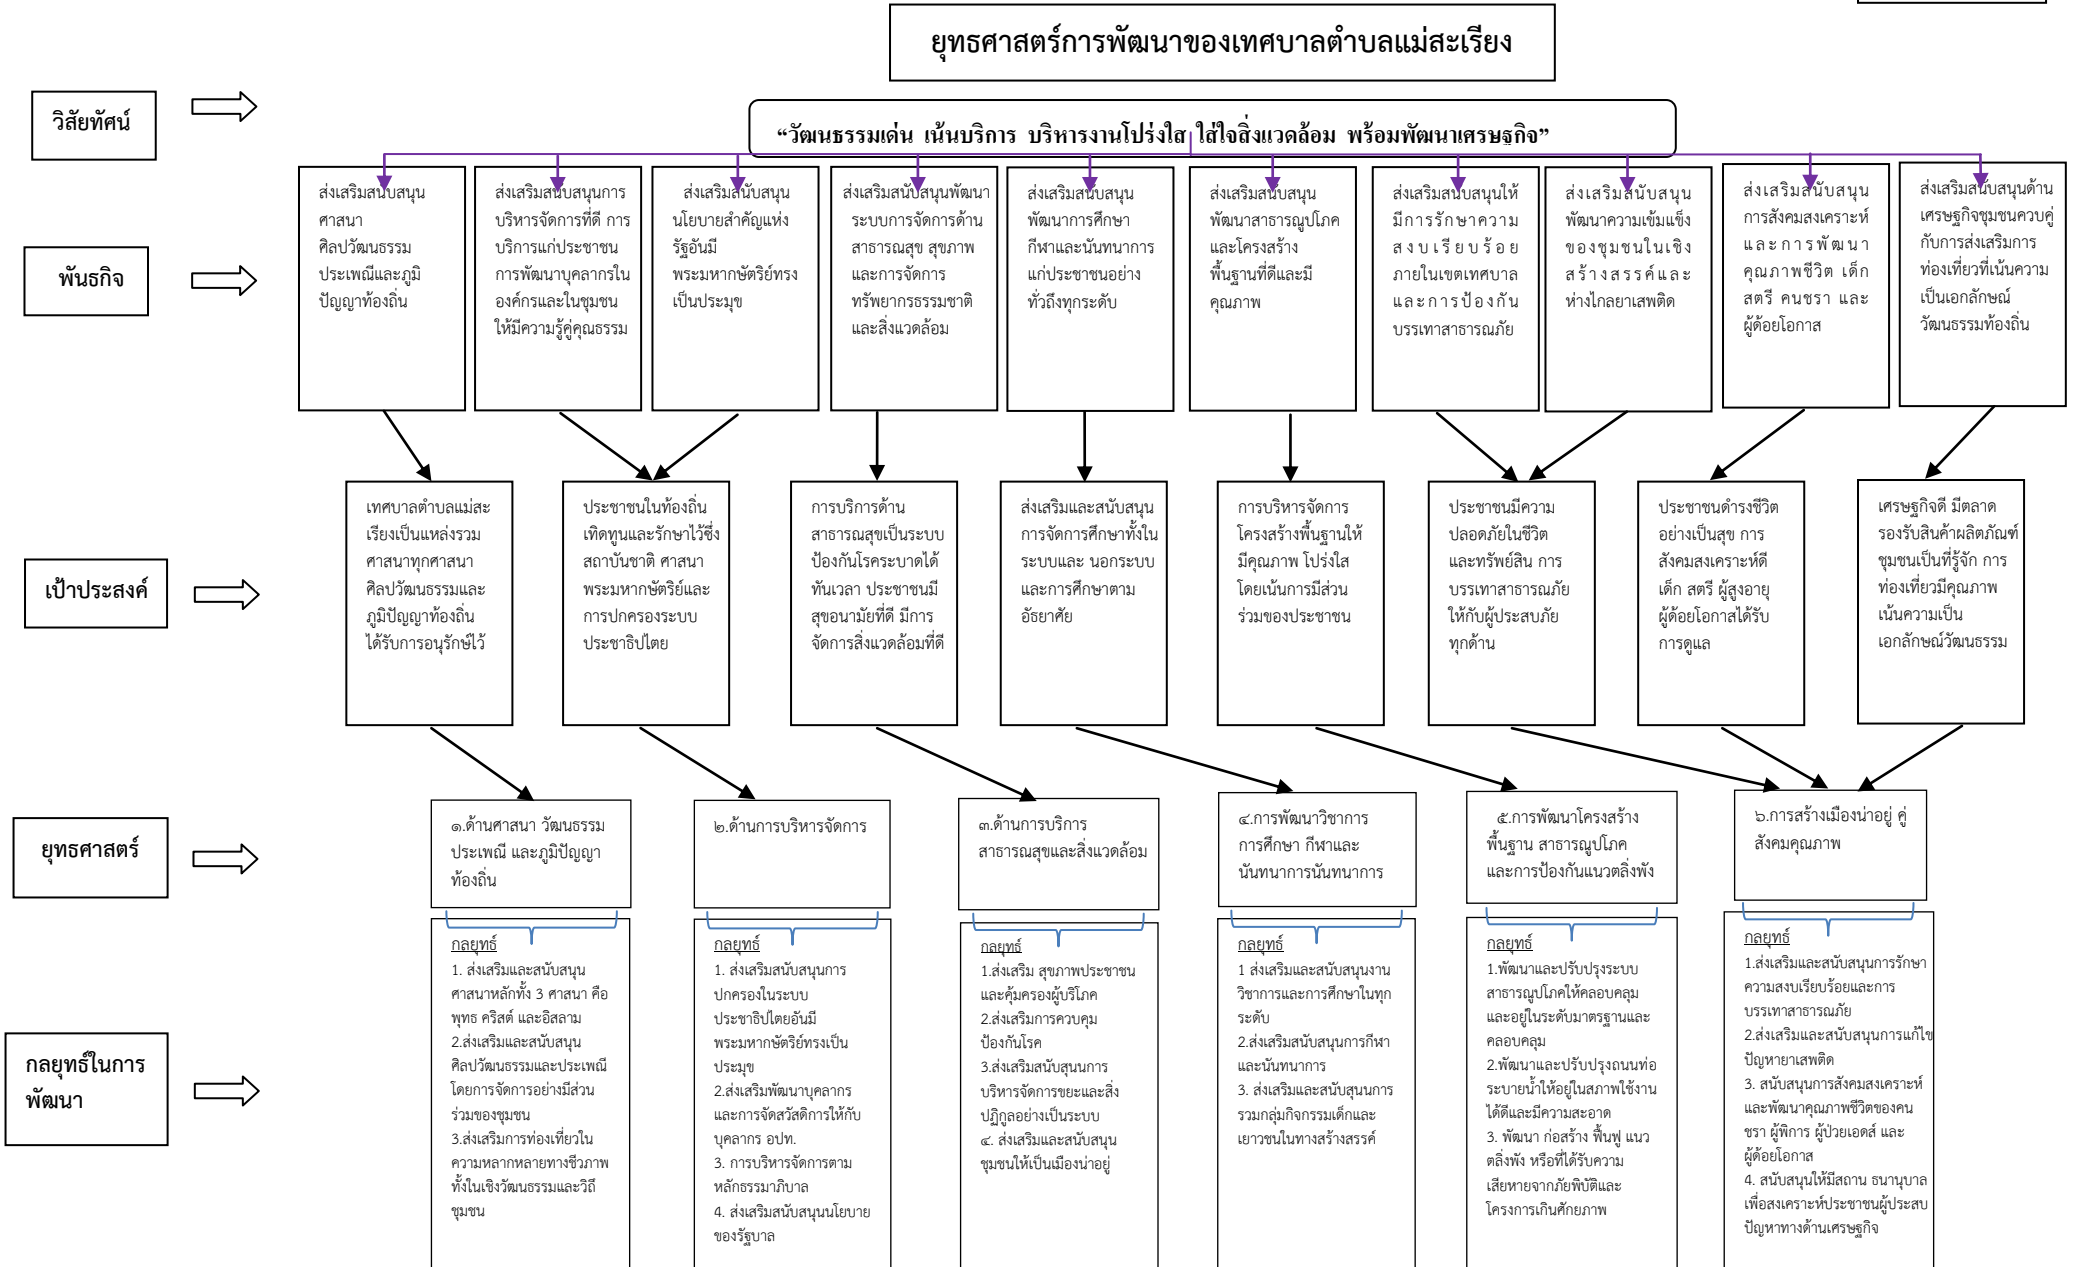 ยุทธศาสตร์การพัฒนาของเทศบาลตำบลแม่สะเรียง
วิสัยทัศน์
“วัฒนธรรมเด่น เน้นบริการ บริหารงานโปร่งใส ใส่ใจสิ่งแวดล้อม พร้อมพัฒนาเศรษฐกิจ”
พันธกิจ
ส่งเสริมสนับสนุน
ศาสนา
ศิลปวัฒนธรรม
ประเพณีและภูมิ
ปัญญาท้องถิ่น
ส่งเสริมสนับสนุนการ
บริหารจัดการที่ดี การ
บริการแก่ประชาชน
การพัฒนาบุคลากรใน
องค์กรและในชุมชน
ให้มีความรู้คู่คุณธรรม
ส่งเสริมสนับสนุน
นโยบายสำคัญแห่ง
รัฐอันมี
พระมหากษัตริย์ทรง
เป็นประมุข
ส่งเสริมสนับสนุนพัฒนา
ระบบการจัดการด้าน
สาธารณสุข สุขภาพ
และการจัดการ
ทรัพยากรธรรมชาติ
และสิ่งแวดล้อม
ส่งเสริมสนับสนุน
พัฒนาการศึกษา
กีฬาและนันทนาการ
แก่ประชาชนอย่าง
ทั่วถึงทุกระดับ
ส่งเสริมสนับสนุน
พัฒนาสาธารณูปโภค
และโครงสร้าง
พื้นฐานที่ดีและมี
คุณภาพ
ส่งเสริมสนับสนุนให้
มีการรักษาความ
สงบเรียบร้อย
ภายในเขตเทศบาล
และการป้องกัน
บรรเทาสาธารณภัย
ส่งเสริมสนับสนุน
พัฒนาความเข้มแข็ง
ของชุมชนในเชิง
สร้างสรรค์และ
ห่างไกลยาเสพติด
ส่งเสริมสนับสนุน
การสังคมสงเคราะห์
และการพัฒนา
คุณภาพชีวิต เด็ก
สตรี คนชรา และ
ผู้ด้อยโอกาส
ส่งเสริมสนับสนุนด้าน
เศรษฐกิจชุมชนควบคู่
กับการส่งเสริมการ
ท่องเที่ยวที่เน้นความ
เป็นเอกลักษณ์
วัฒนธรรมท้องถิ่น
เป้าประสงค์
เทศบาลตำบลแม่สะ
เรียงเป็นแหล่งรวม
ศาสนาทุกศาสนา
ศิลปวัฒนธรรมและ
ภูมิปัญญาท้องถิ่น
ได้รับการอนุรักษ์ไว้
ประชาชนในท้องถิ่น
เทิดทูนและรักษาไว้ซึ่ง
สถาบันชาติ ศาสนา
พระมหากษัตริย์และ
การปกครองระบบ
ประชาธิปไตย
การบริการด้าน
สาธารณสุขเป็นระบบ
ป้องกันโรคระบาดได้
ทันเวลา ประชาชนมี
สุขอนามัยที่ดี มีการ
จัดการสิ่งแวดล้อมที่ดี
ส่งเสริมและสนับสนุน
การจัดการศึกษาทั้งใน
ระบบและ นอกระบบ
และการศึกษาตาม
อัธยาศัย
การบริหารจัดการ
โครงสร้างพื้นฐานให้
มีคุณภาพ โปร่งใส
โดยเน้นการมีส่วน
ร่วมของประชาชน
ประชาชนมีความ
ปลอดภัยในชีวิต
และทรัพย์สิน การ
บรรเทาสาธารณภัย
ให้กับผู้ประสบภัย
ทุกด้าน
ประชาชนดำรงชีวิต
อย่างเป็นสุข การ
สังคมสงเคราะห์ดี
เด็ก สตรี ผู้สูงอายุ
ผู้ด้อยโอกาสได้รับ
การดูแล
เศรษฐกิจดี มีตลาด
รองรับสินค้าผลิตภัณฑ์
ชุมชนเป็นที่รู้จัก การ
ท่องเที่ยวมีคุณภาพ
เน้นความเป็น
เอกลักษณ์วัฒนธรรม
ยุทธศาสตร์
๑.ด้านศาสนา วัฒนธรรม
ประเพณี และภูมิปัญญา
ท้องถิ่น
๒.ด้านการบริหารจัดการ
๓.ด้านการบริการ
สาธารณสุขและสิ่งแวดล้อม
๔.การพัฒนาวิชาการ
การศึกษา กีฬาและ
นันทนาการนันทนาการ
๕.การพัฒนาโครงสร้าง
พื้นฐาน สาธารณูปโภค
และการป้องกันแนวตลิ่งพัง
๖.การสร้างเมืองน่าอยู่ คู่
สังคมคุณภาพ
กลยุทธ์ในการ
พัฒนา
กลยุทธ์
1. ส่งเสริมและสนับสนุน
ศาสนาหลักทั้ง 3 ศาสนา คือ
พุทธ คริสต์ และอิสลาม
2.ส่งเสริมและสนับสนุน
ศิลปวัฒนธรรมและประเพณี
โดยการจัดการอย่างมีส่วน
ร่วมของชุมชน
3.ส่งเสริมการท่องเที่ยวใน
ความหลากหลายทางชีวภาพ
ทั้งในเชิงวัฒนธรรมและวิถี
ชุมชน
กลยุทธ์
1. ส่งเสริมสนับสนุนการ
ปกครองในระบบ
ประชาธิปไตยอันมี
พระมหากษัตริย์ทรงเป็น
ประมุข
2.ส่งเสริมพัฒนาบุคลากร
และการจัดสวัสดิการให้กับ
บุคลากร อปท.
3. การบริหารจัดการตาม
หลักธรรมาภิบาล
4. ส่งเสริมสนับสนุนนโยบาย
ของรัฐบาล
กลยุทธ์
1.ส่งเสริม สุขภาพประชาชน
และคุ้มครองผู้บริโภค
2.ส่งเสริมการควบคุม
ป้องกันโรค
3.ส่งเสริมสนับสุนนการ
บริหารจัดการขยะและสิ่ง
ปฏิกูลอย่างเป็นระบบ
๔. ส่งเสริมและสนับสนุน
ชุมชนให้เป็นเมืองน่าอยู่
กลยุทธ์
1 ส่งเสริมและสนับสนุนงาน
วิชาการและการศึกษาในทุก
ระดับ
2.ส่งเสริมสนับสนุนการกีฬา
และนันทนาการ
3. ส่งเสริมและสนับสุนนการ
รวมกลุ่มกิจกรรมเด็กและ
เยาวชนในทางสร้างสรรค์
กลยุทธ์
1.พัฒนาและปรับปรุงระบบ
สาธารณูปโภคให้คลอบคลุม
และอยู่ในระดับมาตรฐานและ
คลอบคลุม
2.พัฒนาและปรับปรุงถนนท่อ
ระบายน้ำให้อยู่ในสภาพใช้งาน
ได้ดีและมีความสะอาด
3. พัฒนา ก่อสร้าง ฟื้นฟู แนว
ตลิ่งพัง หรือที่ได้รับความ
เสียหายจากภัยพิบัติและ
โครงการเกินศักยภาพ
กลยุทธ์
1.ส่งเสริมและสนับสนุนการรักษา
ความสงบเรียบร้อยและการ
บรรเทาสาธารณภัย
2.ส่งเสริมและสนับสนุนการแก้ไข
ปัญหายาเสพติด
3. สนับสนุนการสังคมสงเคราะห์
และพัฒนาคุณภาพชีวิตของคน
ชรา ผู้พิการ ผู้ป่วยเอดส์ และ
ผู้ด้อยโอกาส
4. สนับสนุนให้มีสถาน ธนานุบาล
เพื่อสงเคราะห์ประชาชนผู้ประสบ
ปัญหาทางด้านเศรษฐกิจ